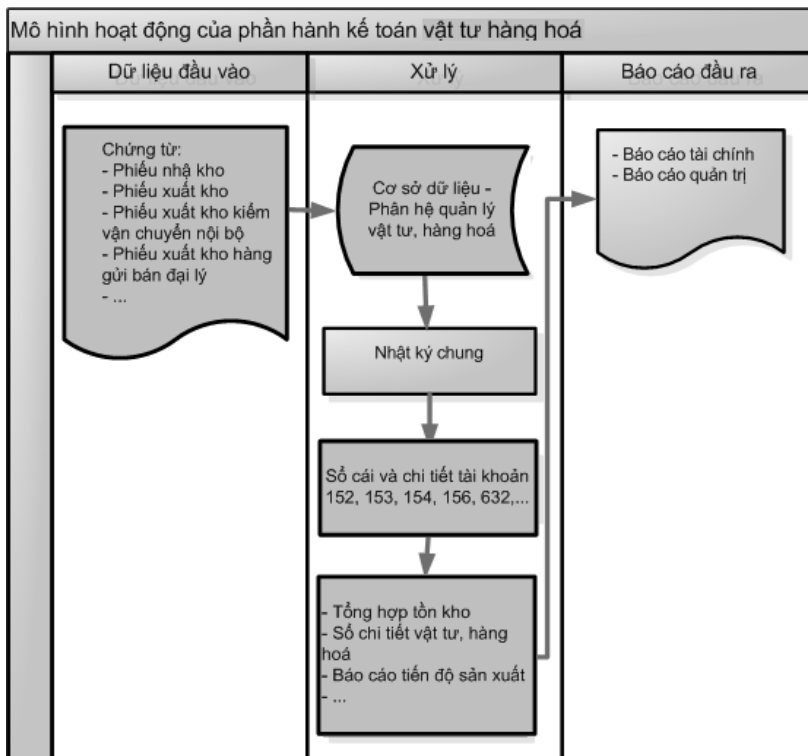 Mô hình hoạt động của phần hành kế toán vật tư hàng hoá
Dữ liệu đầu vào
Xử lý
Báo cáo đầu ra
Chứng từ:
- Phiếu nhậ kho
- Phiếu xuất kho
- Phiếu xuất kho kiếm
vận chuyển nội bộ
- Phiếu xuất kho hàng
gửi bán đại lý
- ...
Cơ sở dữ liệu -
Phân hệ quản lý
vật tư, hàng hoá
Nhật ký chung
Sổ cái và chi tiết tài khoản
152, 153, 154, 156, 632,...
- Tổng hợp tồn kho
- Sổ chi tiết vật tư, hàng
hoá
- Báo cáo tiến độ sản xuất
- ...
- Báo cáo tài chính
- Báo cáo quản trị